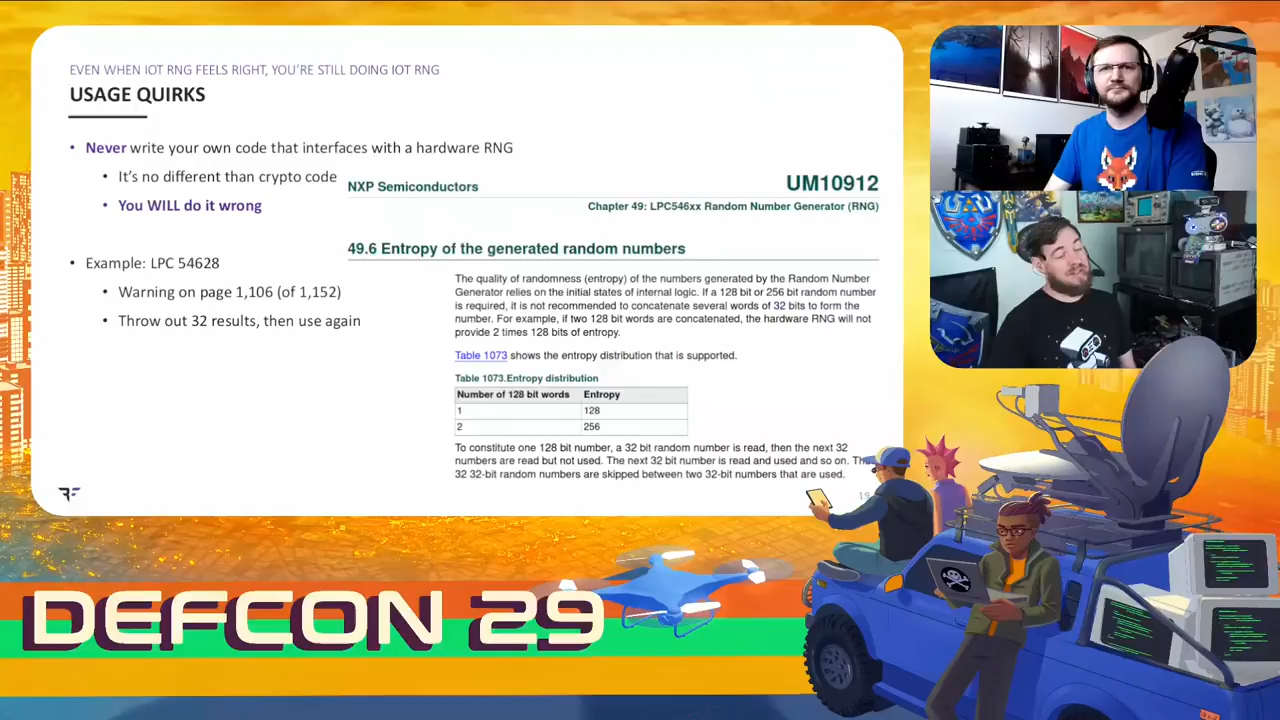 EVEN WHEN IOT RNG FEELS RIGHT, YOU'RE STILL DOING IOT RNG
USAGE QUIRKS
• Never write your own code that interfaces with a hardware RNG
• It's no different than crypto code
• You WILL do it wrong
• Example: LPC 54628
• Warning on page 1,106 (of 1,152)
• Throw out 32 results, then use again
NXP Semiconductors
UM10912
Chapter 49: LPC546xx Random Number Generator (RNG)
49.6 Entropy of the generated random numbers
The quality of randomness (entropy) of the numbers generated by the Random Number
Generator relies on the initial states of internal logic. If a 128 bit or 256 bit random number
is required, it is not recommended to concatenate several words of 32 bits to form the
number. For example, if two 128 bit words are concatenated, the hardware RNG will not
provide 2 times 128 bits of entropy.
Table 1073 shows the entropy distribution that is supported.
Table 1073.Entropy distribution
Number of 128 bit words Entropy
1 128
2 256
To constitute one 128 bit number, a 32 bit random number is read, then the next 32
numbers are read but not used. The next 32 bit number is read and used and so on. Th
32 32-bit random numbers are skipped between two 32-bit numbers that are used.
19
DEFCON 29